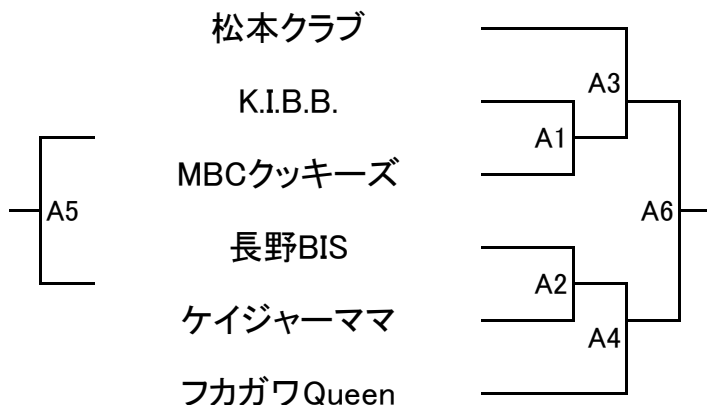 松本クラブ
A3
K.I.B.B.
A1
MBCクッキーズ
A5
A6
長野BIS
A2
ケイジャーママ
A4
フカガワQueen